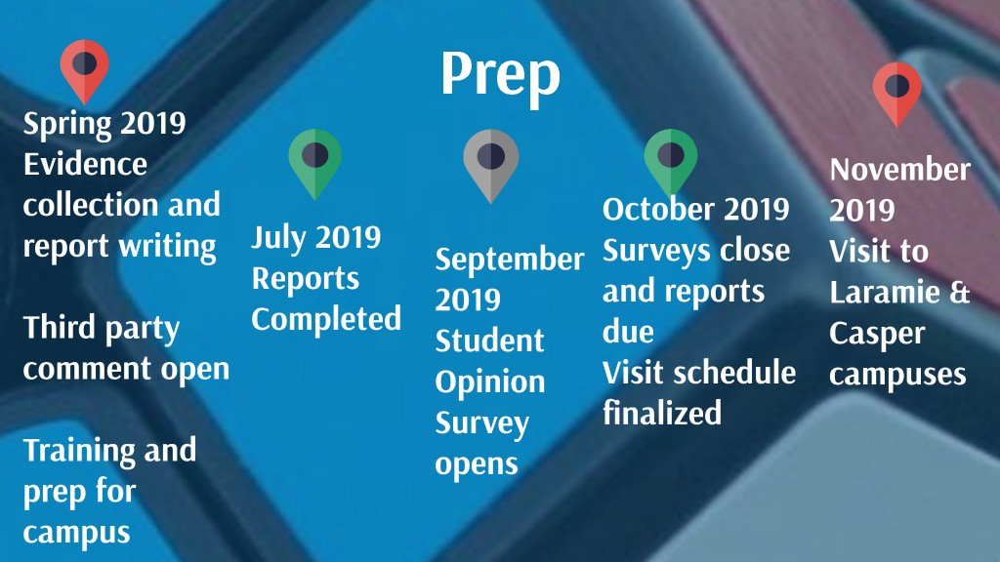 Prep
Spring 2019
Evidence
collection and
report writing
Third party
comment open
Training and
prep for
campus
July 2019
Reports
Completed
September
2019
Student
Opinion
Survey
opens
October 2019
Surveys close
and reports
due
Visit schedule
finalized
November
2019
Visit to
Laramie &
Casper
campuses